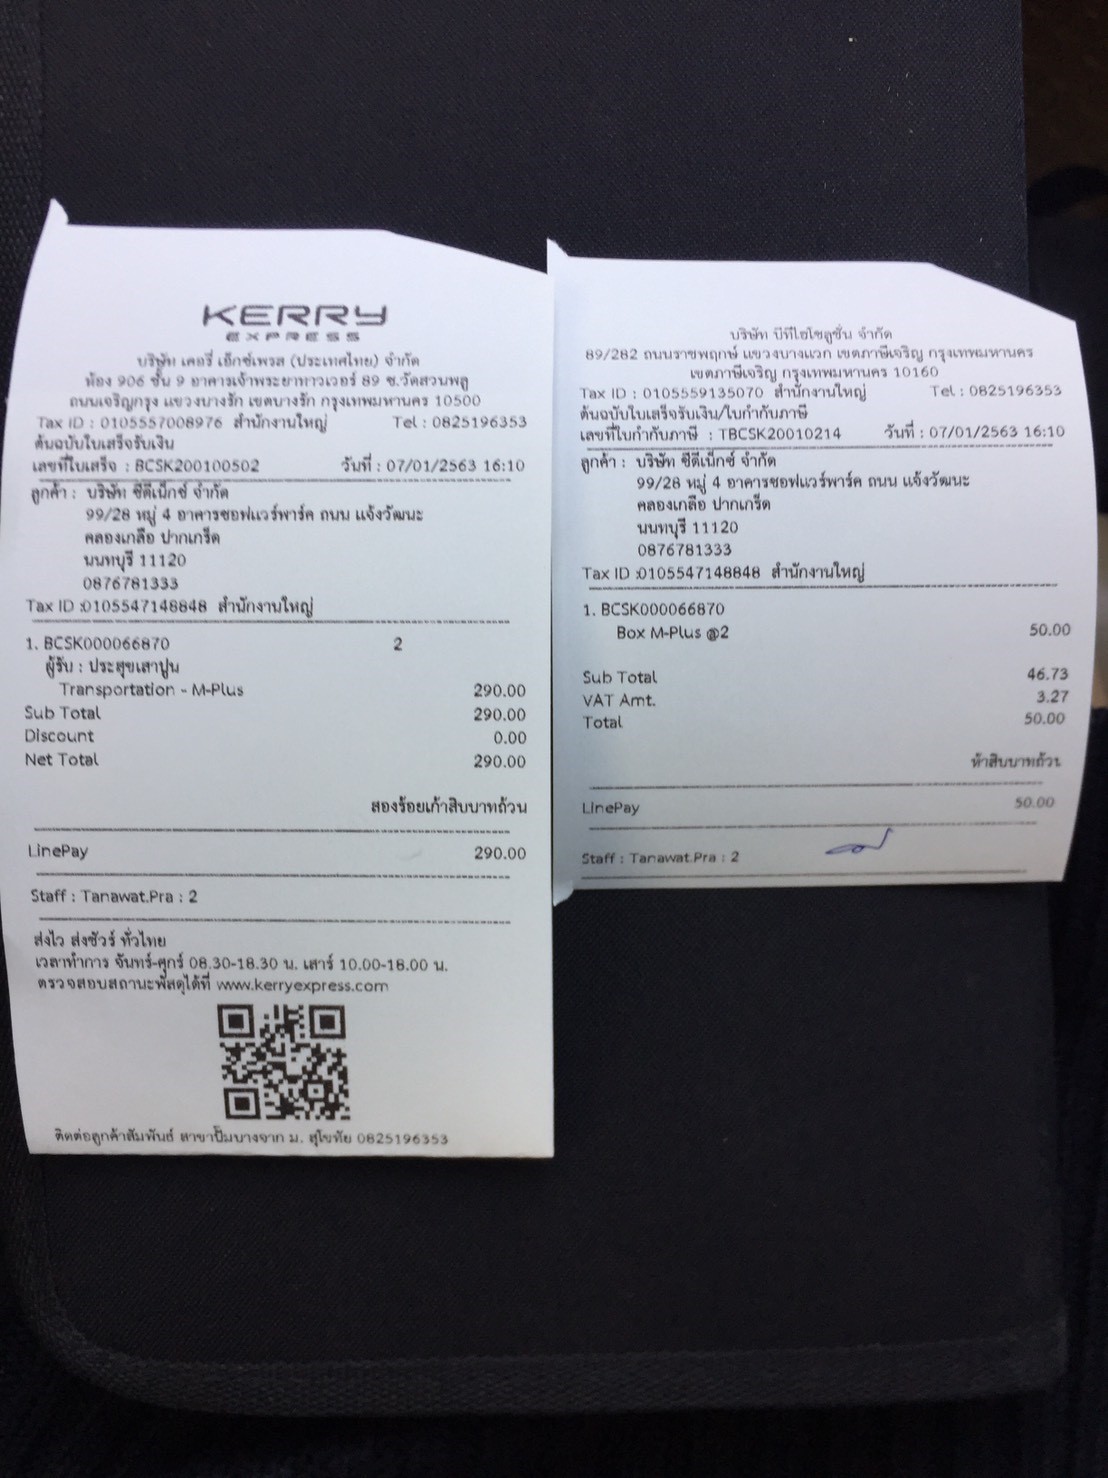 KERRY
EXPRESS
บริษัท เคอรี่ เอ็กซ์เพรส (ประเทศไทย) จำกัด
ห้อง 906 ชั้น 9 อาคารเจ้าพระยาทาวเวอร์ 89 ซ.วัดสวนพลู
ถนนเจริญกรุง แขวงบางรัก เขตบางรัก กรุงเทพมหานคร 10500
Tax ID : 0105557008976 สำนักงานใหญ่ Tel : 0825196353
ต้นฉบับใบเสร็จรับเงิน
เลขที่ใบเสร็จ : BCSK200100502 วันที่ : 07/01/2563 16:10
ลูกค้า : บริษัท ซีดีเน็กซ์ จำกัด
99/28 หมู่ 4 อาคารซอฟแวร์พาร์ค ถนน แจ้งวัฒนะ
คลองเกลือ ปากเกร็ด
นนทบุรี 11120
0876781333
Tax ID :0105547148848 สำนักงานใหญ่
1. BCSK000066870 2
ผู้รับ : ประสุขเสาปูน
Transportation - M-Plus 290.00
Sub Total 290.00
Discount 0.00
Net Total 290.00
สองร้อยเก้าสิบบาทถ้วน
LinePay 290.00
Staff : Tanawat.Pra : 2
ส่งไว ส่งชัวร์ ทั่วไทย
เวลาทำการ จันทร์-ศุกร์ 08.30-18.30 น. เสาร์ 10.00-18.00 น.
ตรวจสอบสถานะพัสดุได้ที่ www.kerryexpress.com
ติดต่อลูกค้าสัมพันธ์ สาขาปั๊มบางจาก ม. สุโขทัย 0825196353
บริษัท บีทีไฮโซลูชั่น จำกัด
89/282 ถนนราชพฤกษ์ แขวงบางแวก เขตภาษีเจริญ กรุงเทพมหานคร
เขตภาษีเจริญ กรุงเทพมหานคร 10160
Tax ID : 0105559135070 สำนักงานใหญ่ Tel : 0825196353
ต้นฉบับใบเสร็จรับเงิน/ใบกำกับภาษี
เลขที่ใบกำกับภาษี : TBCSK20010214 วันที่ : 07/01/2563 16:10
ลูกค้า : บริษัท ซีดีเน็กซ์ จำกัด
99/28 หมู่ 4 อาคารซอฟแวร์พาร์ค ถนน แจ้งวัฒนะ
คลองเกลือ ปากเกร็ด
นนทบุรี 11120
0876781333
Tax ID :0105547148848 สำนักงานใหญ่
1. BCSK000066870
Box M-Plus @2 50.00
Sub Total 46.73
VAT Amt. 3.27
Total 50.00
ห้าสิบบาทถ้วน
LinePay 50.00
Staff : Tanawat.Pra : 2